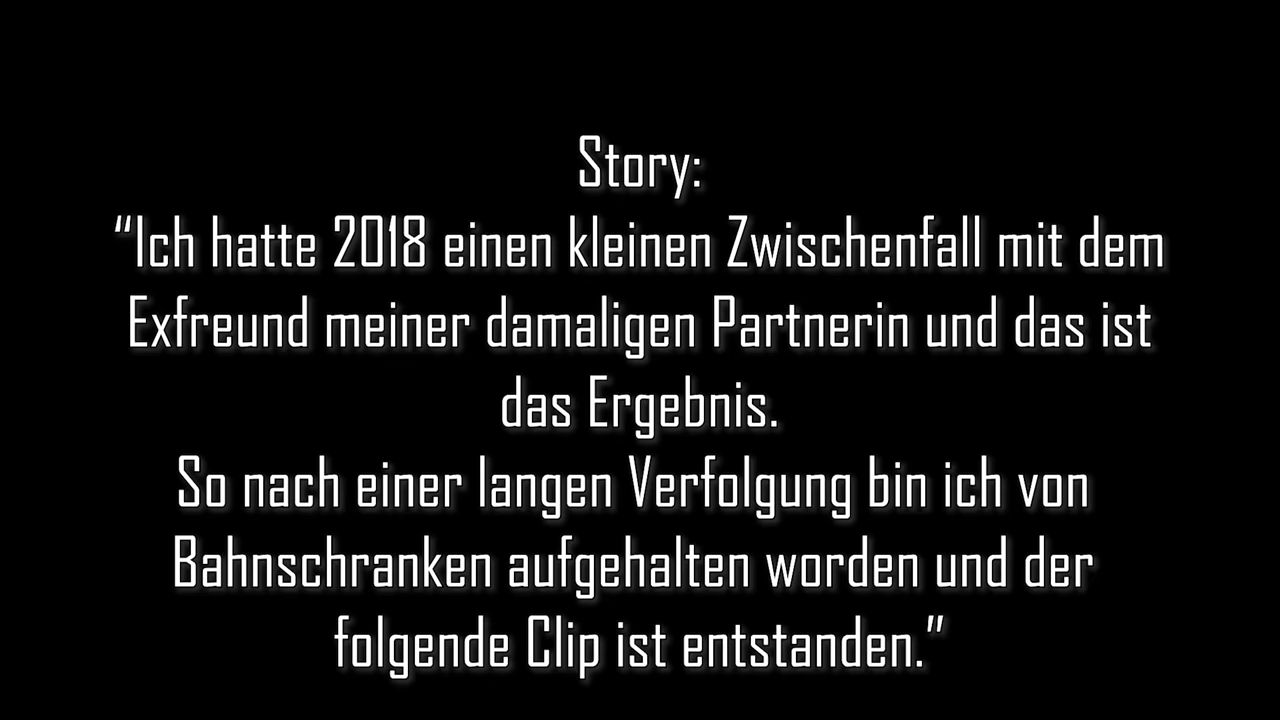 Story:
“Ich hatte 2018 einen kleinen Zwischenfall mit dem
Exfreund meiner damaligen Partnerin und das ist
das Ergebnis.
So nach einer langen Verfolgung bin ich von
Bahnschranken aufgehalten worden und der
folgende Clip ist entstanden.”